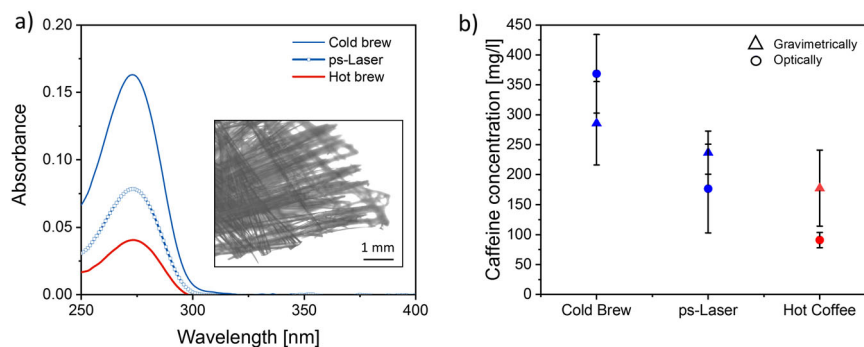 a)
0.20
0.15
0.10
0.05
0.00
Absorbance
250
300
350
400
Wavelength [nm]
Cold brew
ps-Laser
Hot brew
1 mm
b)
450
400
350
300
250
200
150
100
50
0
Caffeine concentration [mg/l]
Gravimetrically
Optically
Cold Brew
ps-Laser
Hot Coffee